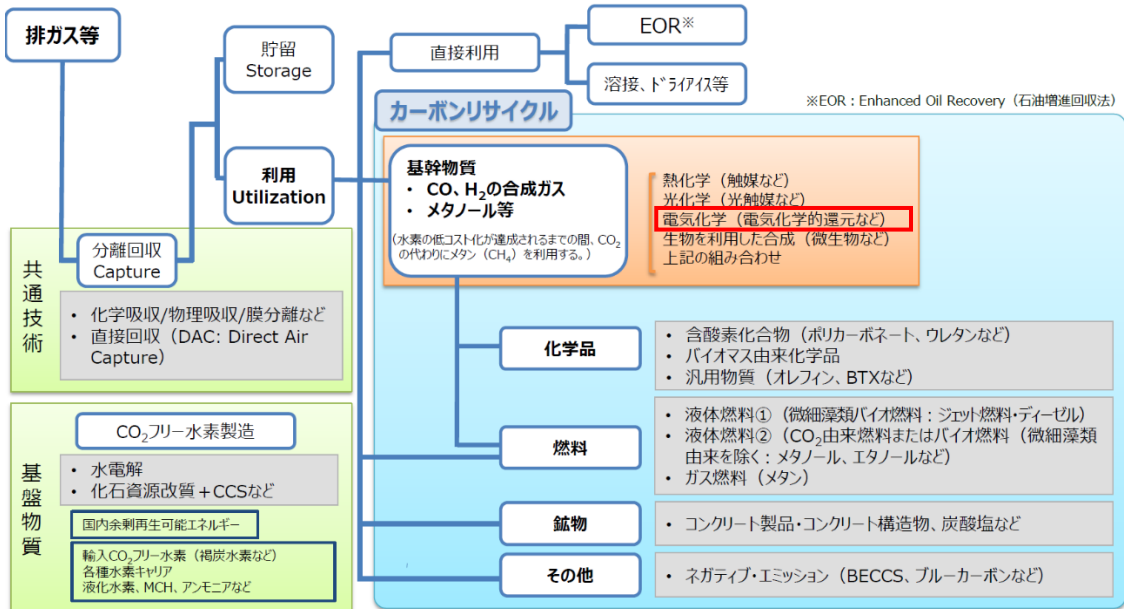 排ガス等
貯留
Storage
利用
Utilization
分離回収
Capture
共通技術
• 化学吸収/物理吸収/膜分離など
• 直接回収（DAC: Direct Air
Capture）
基盤物質
CO₂フリー水素製造
• 水電解
• 化石資源改質＋CCSなど
国内余剰再生可能エネルギー
輸入CO₂フリー水素（褐炭水素など）
各種水素キャリア
液化水素、MCH、アンモニアなど
直接利用
EOR※
溶接、ドライアイス等
※EOR：Enhanced Oil Recovery（石油増進回収法）
カーボンリサイクル
基幹物質
• CO、H₂の合成ガス
• メタノール等
（水素の低コスト化が達成されるまでの間、CO₂
の代わりにメタン（CH₄）を利用する。）
熱化学（触媒など）
光化学（光触媒など）
電気化学（電気化学的還元など）
生物を利用した合成（微生物など）
上記の組み合わせ
化学品
• 含酸素化合物（ポリカーボネート、ウレタンなど）
• バイオマス由来化学品
• 汎用物質（オレフィン、BTXなど）
燃料
• 液体燃料①（微細藻類バイオ燃料：ジェット燃料・ディーゼル）
• 液体燃料②（CO₂由来燃料またはバイオ燃料（微細藻類
由来を除く：メタノール、エタノールなど）
• ガス燃料（メタン）
鉱物
• コンクリート製品・コンクリート構造物、炭酸塩など
その他
• ネガティブ・エミッション（BECCS、ブルーカーボンなど）